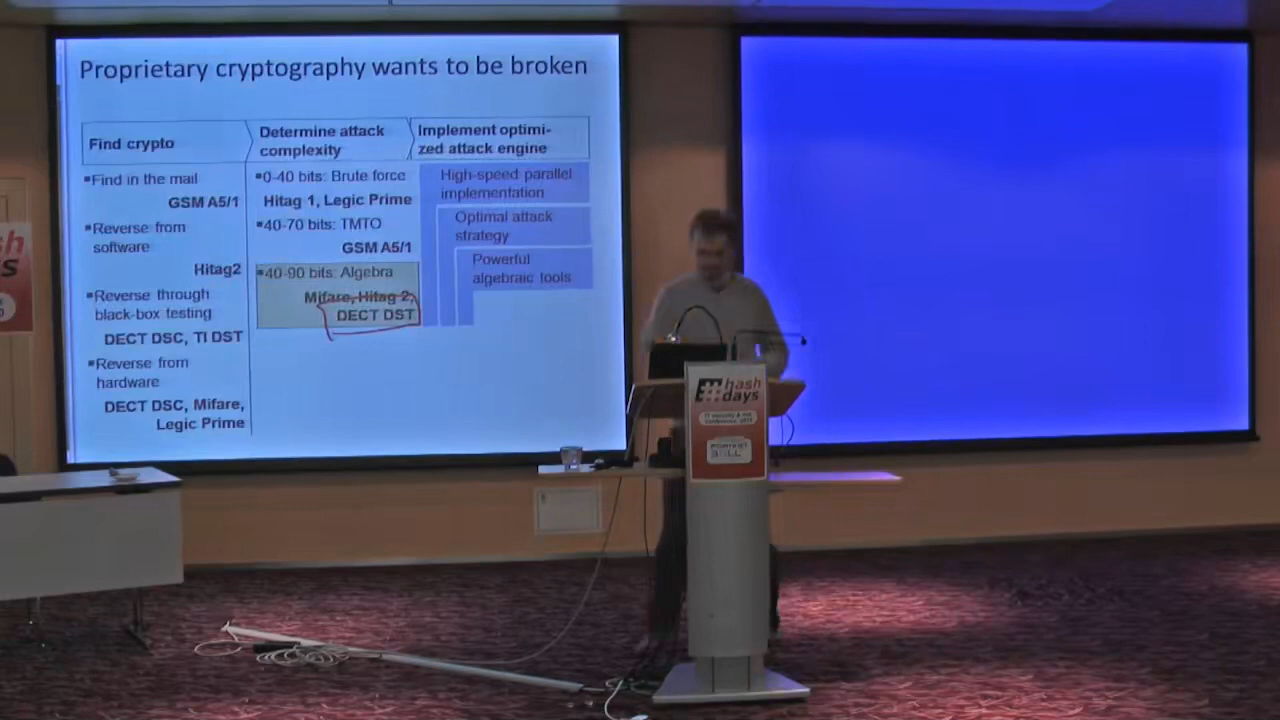 Proprietary cryptography wants to be broken
Find crypto
Determine attack
complexity
Implement optimi-
zed attack engine
▪Find in the mail
GSM A5/1
▪Reverse from
software
Hitag2
▪Reverse through
black-box testing
DECT DSC, TI DST
▪Reverse from
hardware
DECT DSC, Mifare,
Legic Prime
▪0-40 bits: Brute force
Hitag 1, Legic Prime
▪40-70 bits: TMTO
GSM A5/1
▪40-90 bits: Algebra
Mifare, Hitag 2,
DECT DST
High-speed parallel
implementation
Optimal attack
strategy
Powerful
algebraic tools
sh
ays
#hash
days